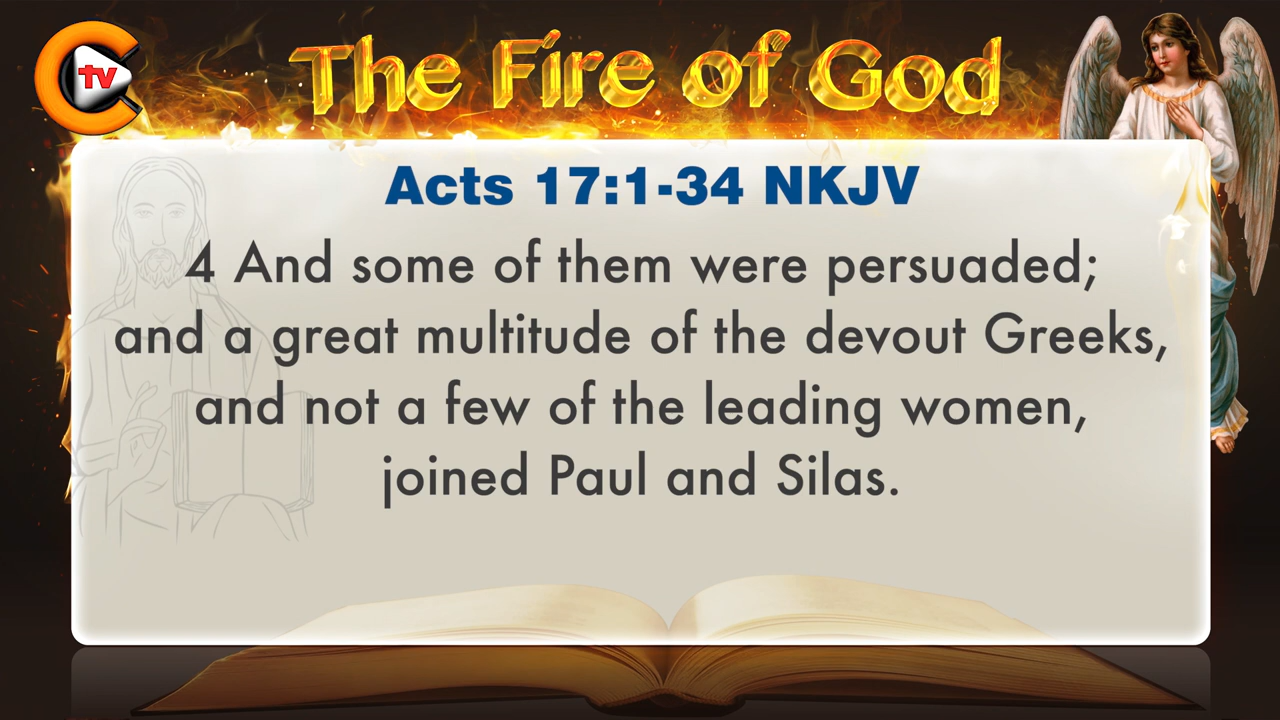 tv
The Fire of God
Acts 17:1-34 NKJV
4 And some of them were persuaded;
and a great multitude of the devout Greeks,
and not a few of the leading women,
joined Paul and Silas.